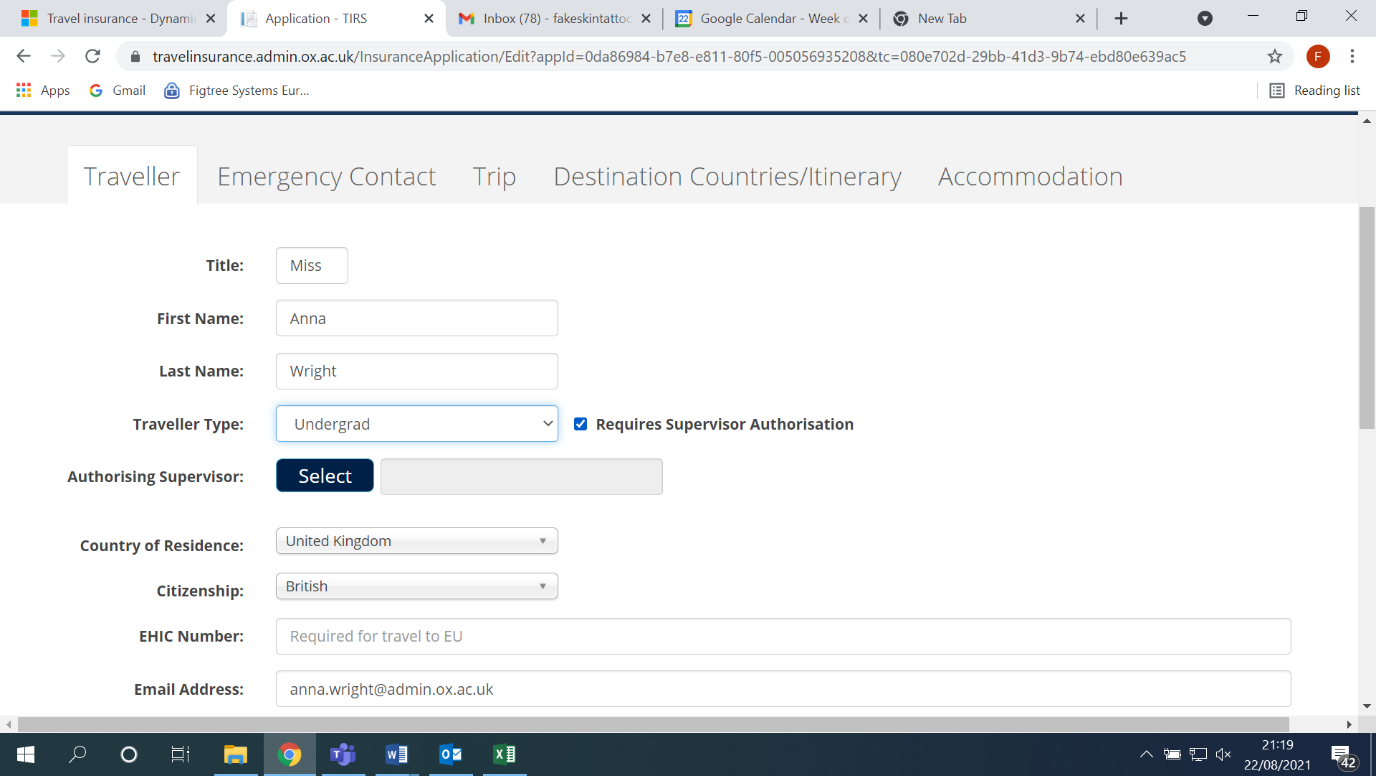 Travel insurance - Dynami
Application - TIRS
Inbox (78) - fakeskintattoo
Google Calendar - Week o
New Tab
travelinsurance.admin.ox.ac.uk/InsuranceApplication/Edit?appId=0da86984-b7e8-e811-80f5-005056935208&tc=080e702d-29bb-41d3-9b74-ebd80e639ac5
F
Apps
Gmail
Figtree Systems Eur...
Reading list
Traveller
Emergency Contact
Trip
Destination Countries/Itinerary
Accommodation
Title: Miss
First Name: Anna
Last Name: Wright
Traveller Type: Undergrad
Requires Supervisor Authorisation
Authorising Supervisor: Select
Country of Residence: United Kingdom
Citizenship: British
EHIC Number: Required for travel to EU
Email Address: anna.wright@admin.ox.ac.uk
21:19
22/08/2021
42